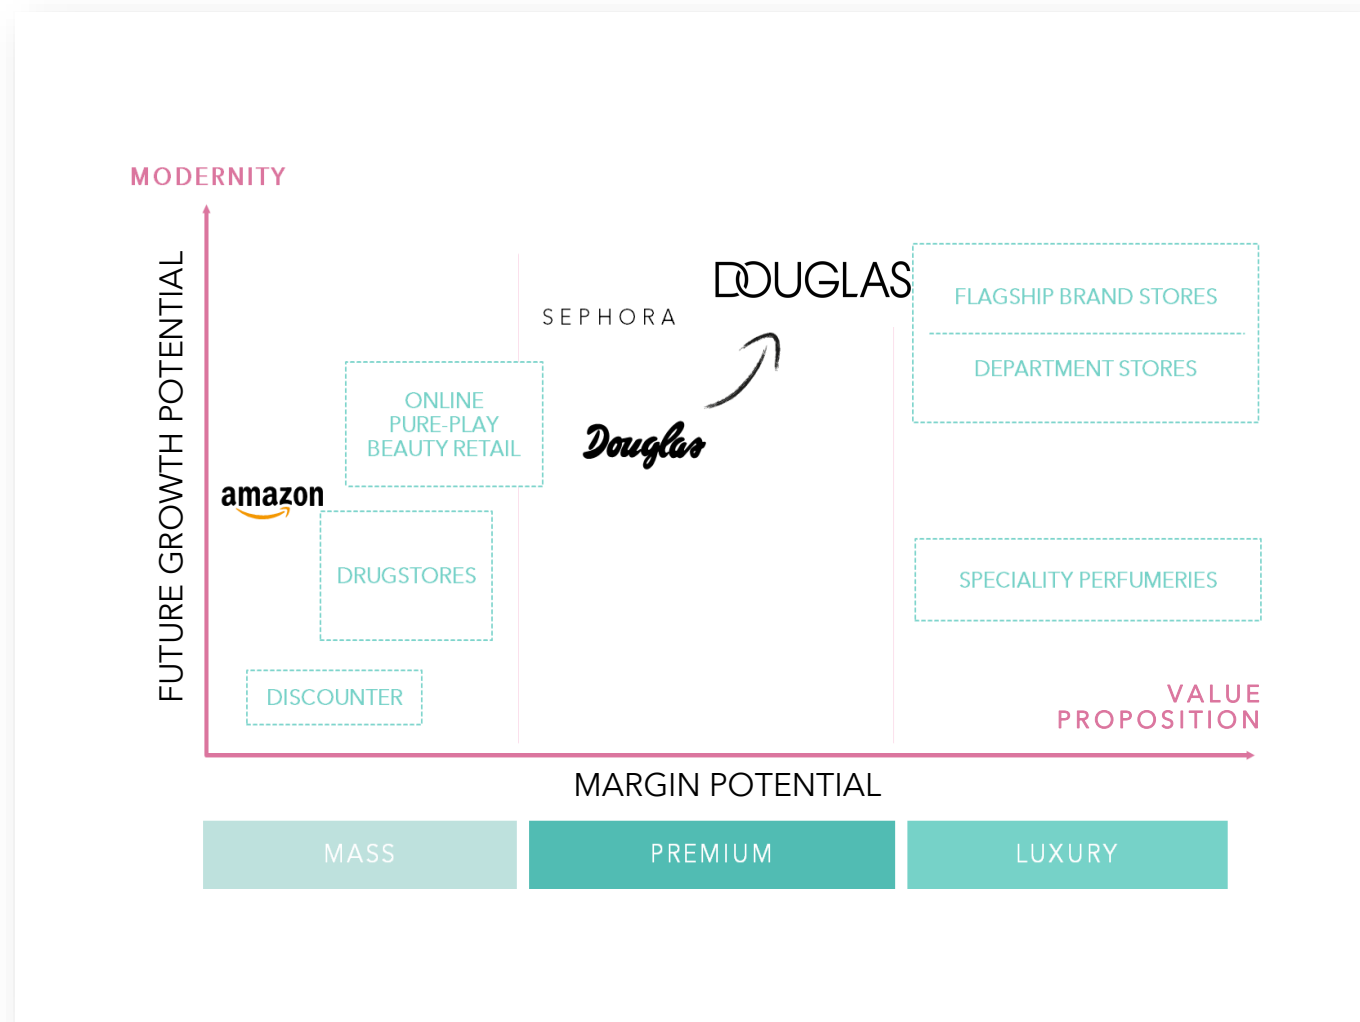 MODERNITY
FUTURE GROWTH POTENTIAL
DOUGLAS
SEPHORA
FLAGSHIP BRAND STORES
DEPARTMENT STORES
ONLINE
PURE-PLAY
BEAUTY RETAIL
Douglas
amazon
DRUGSTORES
SPECIALITY PERFUMERIES
DISCOUNTER
VALUE
PROPOSITION
MARGIN POTENTIAL
MASS
PREMIUM
LUXURY